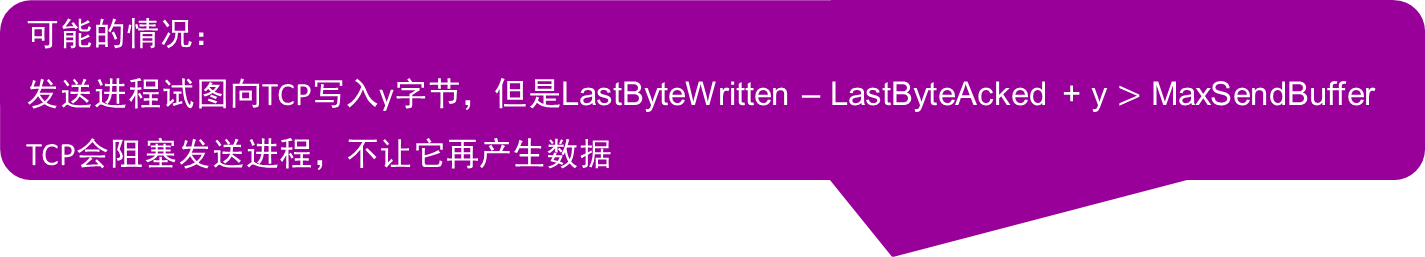 可能的情况：
发送进程试图向TCP写入y字节，但是LastByteWritten – LastByteAcked + y > MaxSendBuffer
TCP会阻塞发送进程，不让它再产生数据